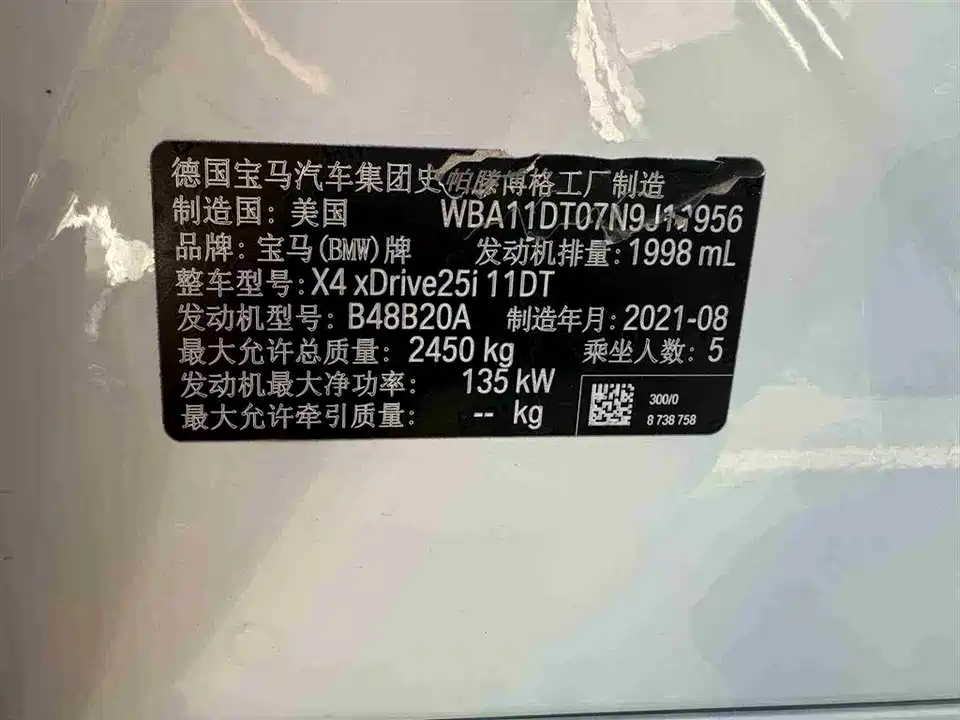 德国宝马汽车集团史帕滕博格工厂制造
制造国: 美国 WBA11DT07N9J11956
品牌: 宝马(BMW)牌 发动机排量: 1998 mL
整车型号: X4 xDrive25i 11DT
发动机型号: B48B20A 制造年月: 2021-08
最大允许总质量: 2450 kg 乘坐人数: 5
发动机最大净功率: 135 kW
最大允许牵引质量: -- kg
300/0
8 738 758